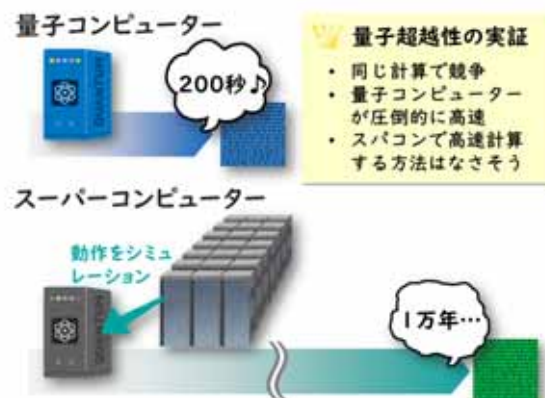 量子コンピューター
200秒♪
量子超越性の実証
• 同じ計算で競争
• 量子コンピューター
が圧倒的に高速
• スパコンで高速計算
する方法はなさそう
スーパーコンピューター
動作をシミュ
レーション
1万年…